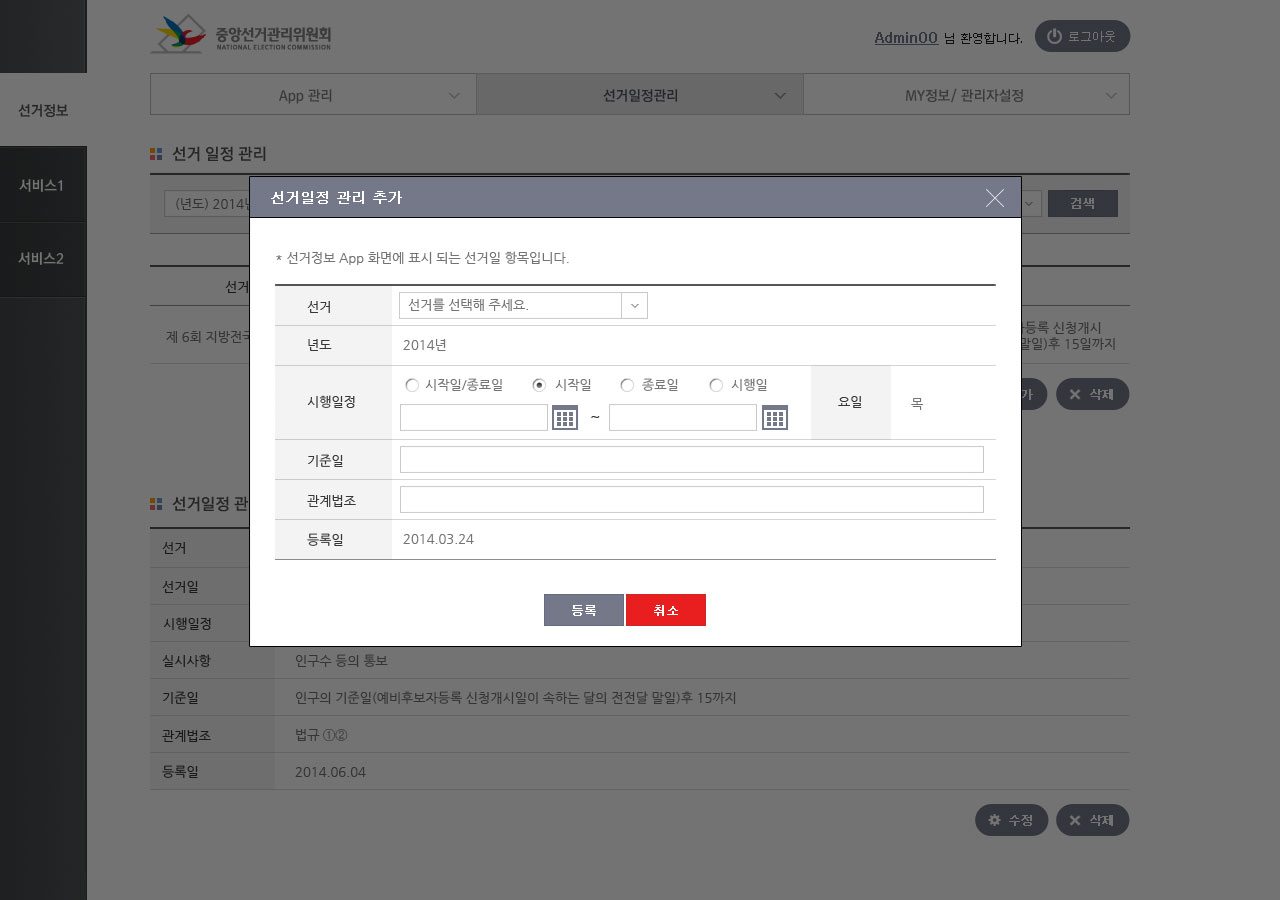 중앙선거관리위원회
NATIONAL ELECTION COMMISSION
Admin00 님 환영합니다.
로그아웃
App 관리
선거일정관리
MY정보/ 관리자설정
선거정보
서비스1
서비스2
선거 일정 관리
(년도) 2014년
검색
선거일정 관리 추가
* 선거정보 App 화면에 표시 되는 선거일 항목입니다.
선거 선거를 선택해 주세요.
년도 2014년
시행일정 시작일/종료일 시작일 종료일 시행일
~
요일 목
기준일
관계법조
등록일 2014.03.24
등록 취소
선거
제 6회 지방전국
등록 신청개시
말일)후 15일까지
가
삭제
선거일정 관
선거
선거일
시행일정
실시사항 인구수 등의 통보
기준일 인구의 기준일(예비후보자등록 신청개시일이 속하는 달의 전전달 말일)후 15까지
관계법조 법규 ①②
등록일 2014.06.04
수정 삭제